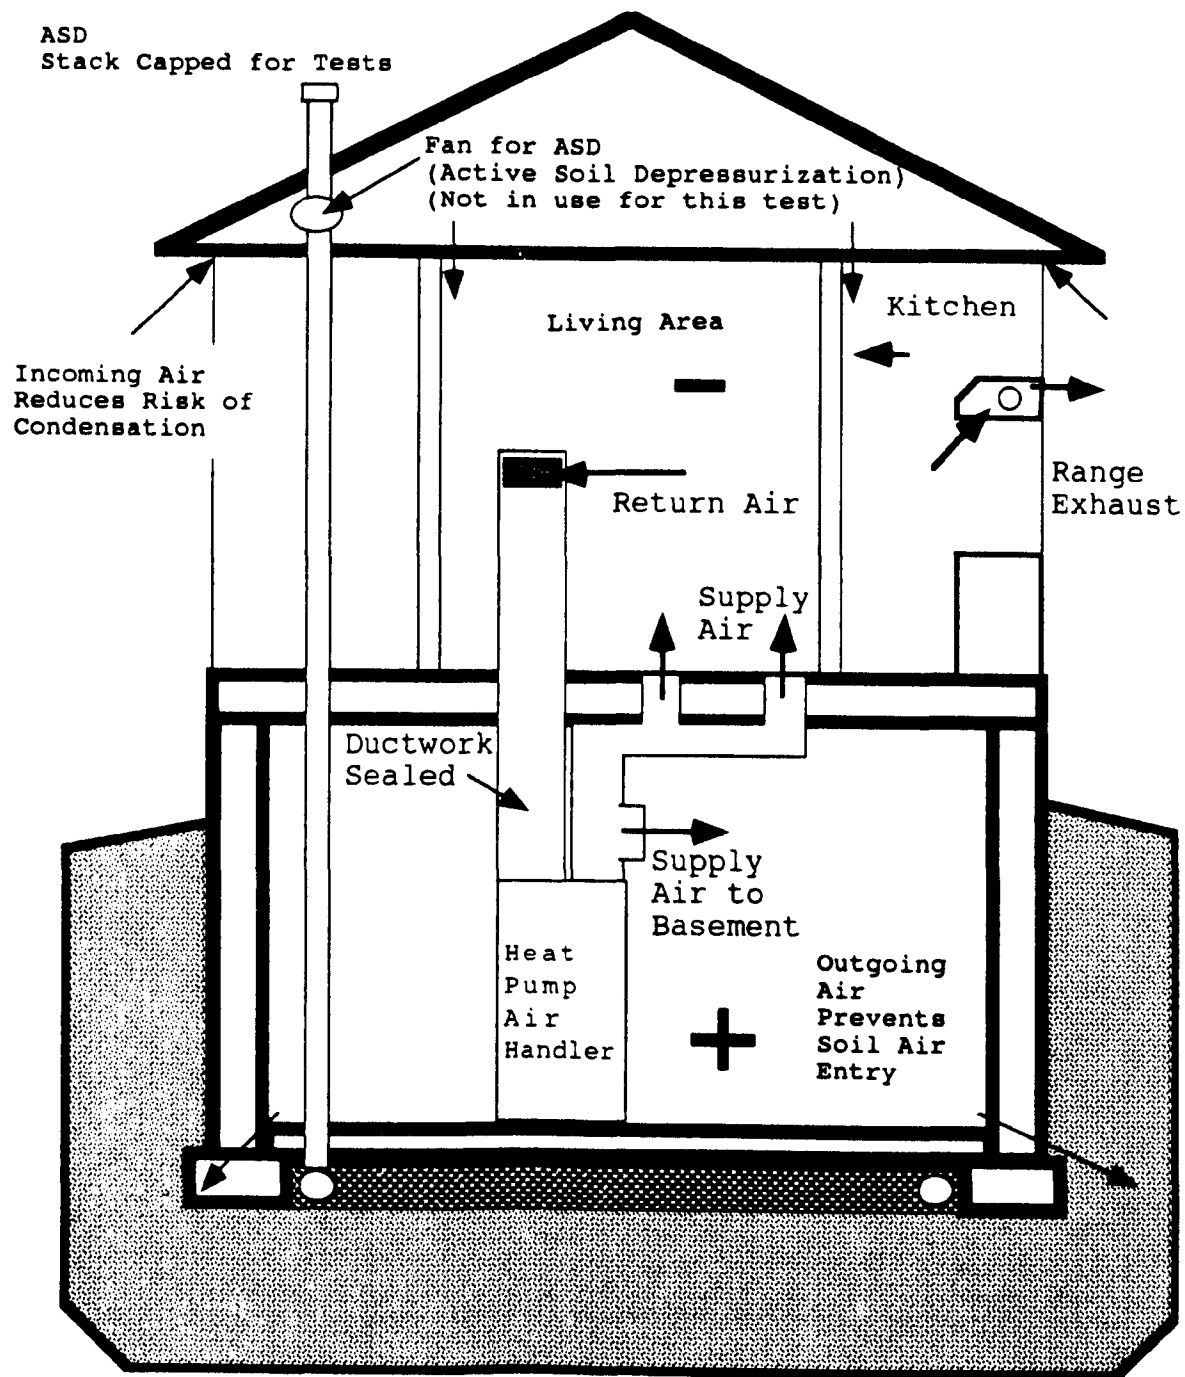 ASD
Stack Capped for Tests
Fan for ASD
(Active Soil Depressurization)
(Not in use for this test)
Living Area
Kitchen
Incoming Air
Reduces Risk of
Condensation
Return Air
Range
Exhaust
Supply
Air
Ductwork
Sealed
Supply
Air to
Basement
Heat
Pump
Air
Handler
Outgoing
Air
Prevents
Soil Air
Entry